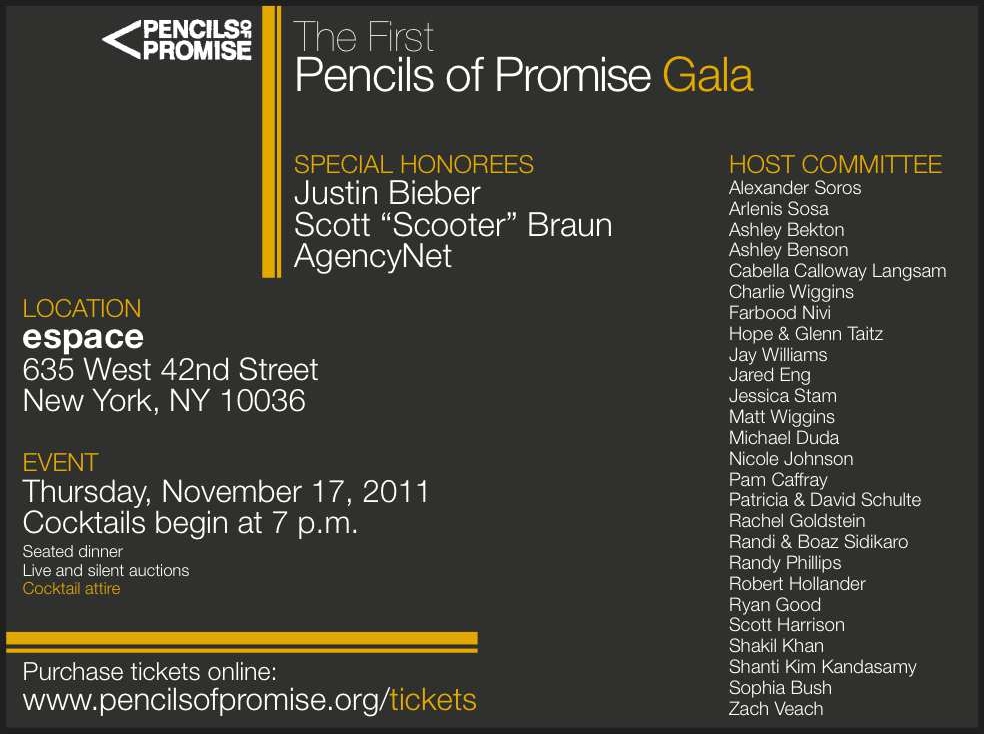 PENCILS OF
PROMISE
The First
Pencils of Promise Gala
SPECIAL HONOREES
Justin Bieber
Scott “Scooter” Braun
AgencyNet
HOST COMMITTEE
Alexander Soros
Arlenis Sosa
Ashley Bekton
Ashley Benson
Cabella Calloway Langsam
Charlie Wiggins
Farbood Nivi
Hope & Glenn Taitz
Jay Williams
Jared Eng
Jessica Stam
Matt Wiggins
Michael Duda
Nicole Johnson
Pam Caffray
Patricia & David Schulte
Rachel Goldstein
Randi & Boaz Sidikaro
Randy Phillips
Robert Hollander
Ryan Good
Scott Harrison
Shakil Khan
Shanti Kim Kandasamy
Sophia Bush
Zach Veach
LOCATION
espace
635 West 42nd Street
New York, NY 10036
EVENT
Thursday, November 17, 2011
Cocktails begin at 7 p.m.
Seated dinner
Live and silent auctions
Cocktail attire
Purchase tickets online:
www.pencilsofpromise.org/tickets